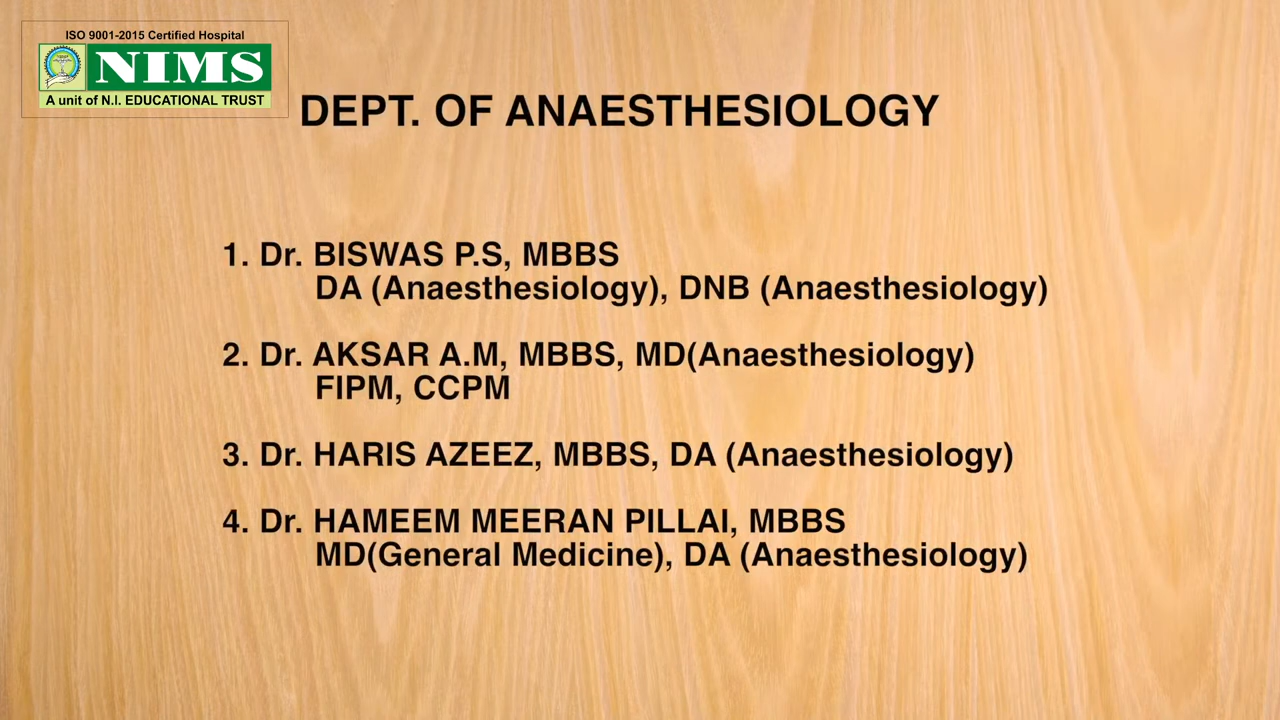 ISO 9001-2015 Certified Hospital
NIMS
A unit of N.I. EDUCATIONAL TRUST
DEPT. OF ANAESTHESIOLOGY
1. Dr. BISWAS P.S, MBBS
DA (Anaesthesiology), DNB (Anaesthesiology)
2. Dr. AKSAR A.M, MBBS, MD(Anaesthesiology)
FIPM, CCPM
3. Dr. HARIS AZEEZ, MBBS, DA (Anaesthesiology)
4. Dr. HAMEEM MEERAN PILLAI, MBBS
MD(General Medicine), DA (Anaesthesiology)